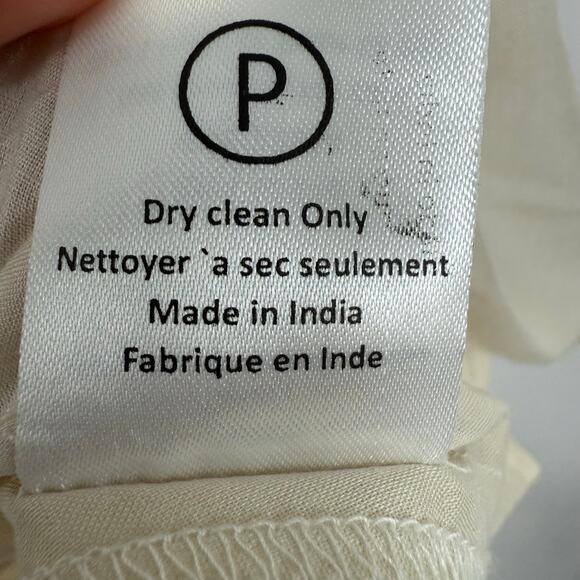 P
Dry clean Only
Nettoyer `a sec seulement
Made in India
Fabrique en Inde